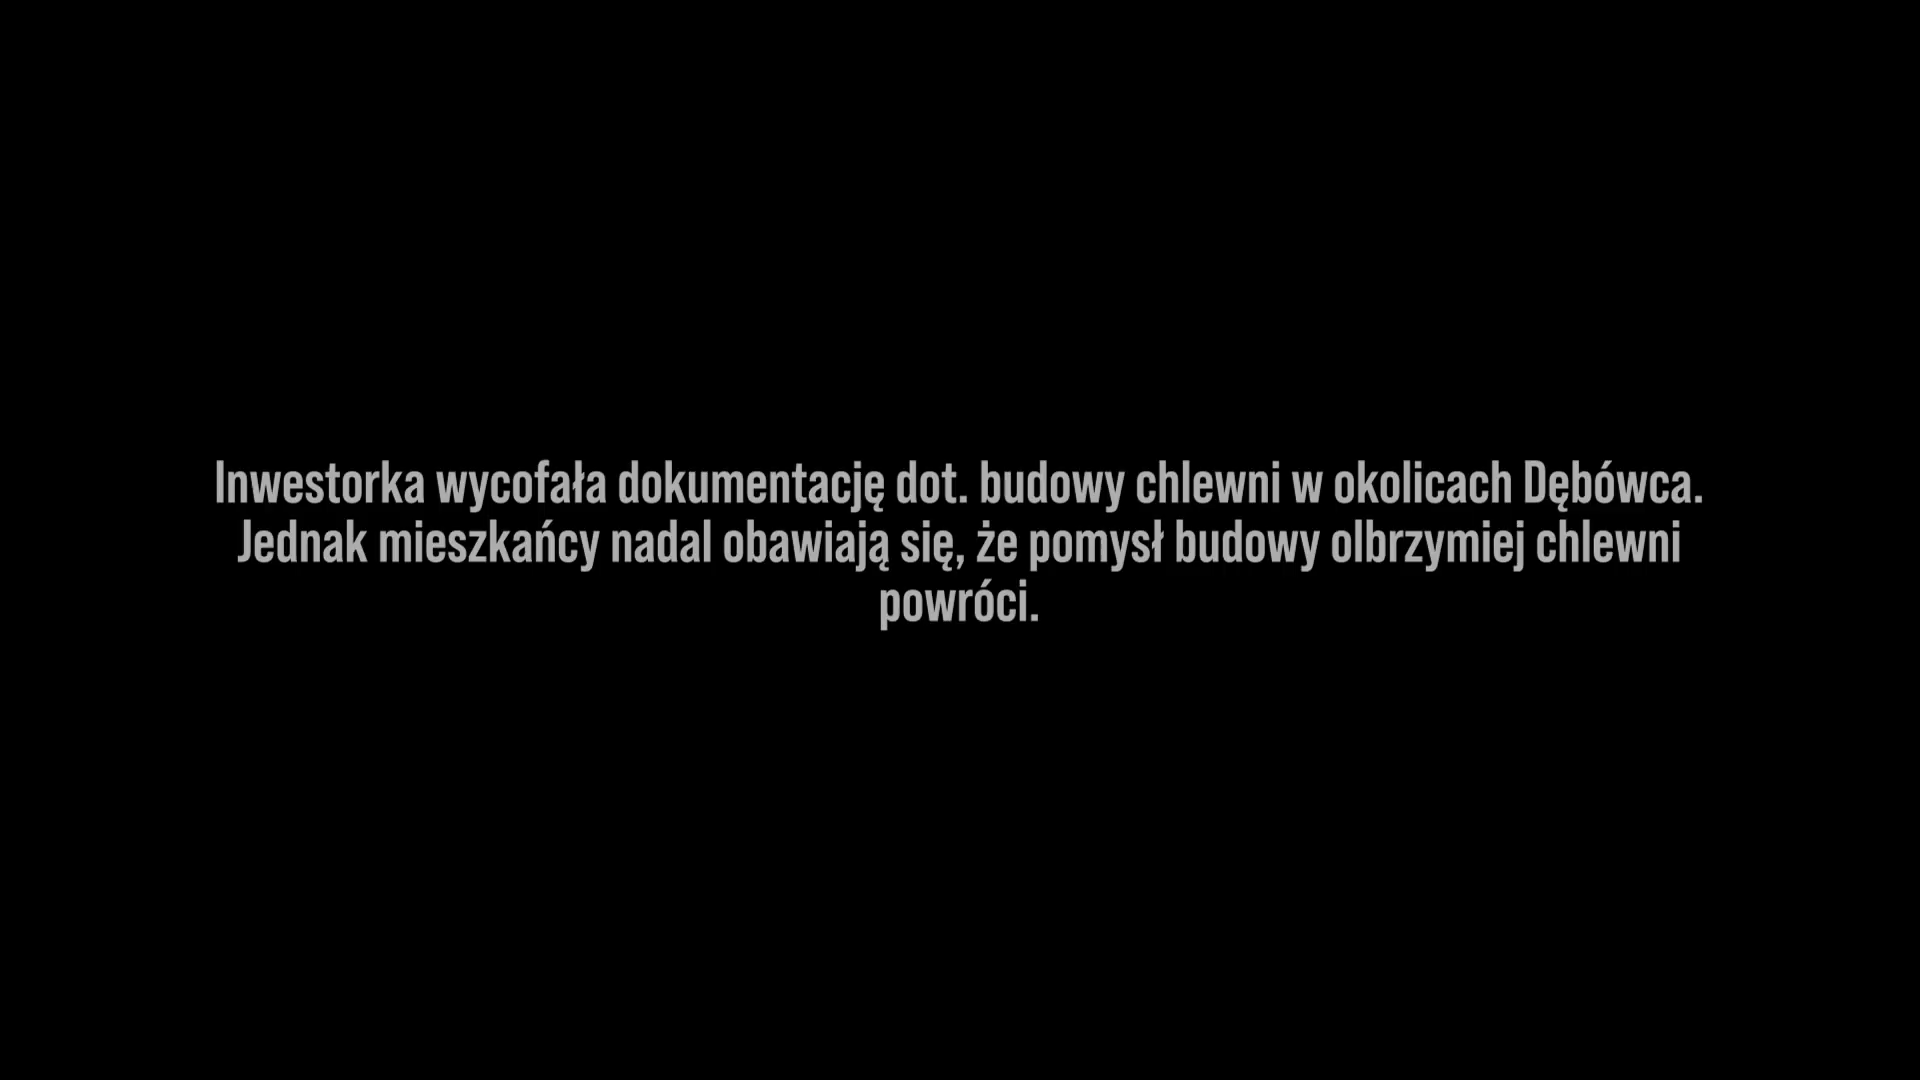 Inwestorka wycofała dokumentację dot. budowy chlewni w okolicach Dębówca.
Jednak mieszkańcy nadal obawiają się, że pomysł budowy olbrzymiej chlewni
powróci.